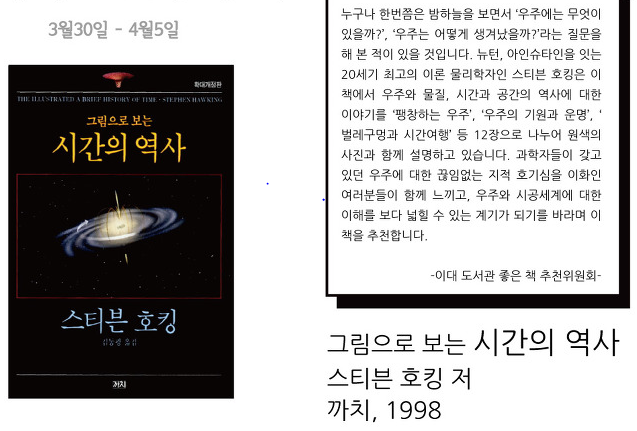 3월30일 - 4월5일
확대개정판
THE ILLUSTRATED A BRIEF HISTORY OF TIME · STEPHEN HAWKING
그림으로 보는
시간의 역사
스티븐 호킹
김동광 옮김
까치
누구나 한번쯤은 밤하늘을 보면서 ‘우주에는 무엇이
있을까?’, ‘우주는 어떻게 생겨났을까?’라는 질문을
해 본 적이 있을 것입니다. 뉴턴, 아인슈타인을 잇는
20세기 최고의 이론 물리학자인 스티븐 호킹은 이
책에서 우주와 물질, 시간과 공간의 역사에 대한
이야기를 ‘팽창하는 우주’, ‘우주의 기원과 운명’, ‘
벌레구멍과 시간여행’ 등 12장으로 나누어 원색의
사진과 함께 설명하고 있습니다. 과학자들이 갖고
있던 우주에 대한 끊임없는 지적 호기심을 이화인
여러분들이 함께 느끼고, 우주와 시공세계에 대한
이해를 보다 넓힐 수 있는 계기가 되기를 바라며 이
책을 추천합니다.
-이대 도서관 좋은 책 추천위원회-
그림으로 보는 시간의 역사
스티븐 호킹 저
까치, 1998